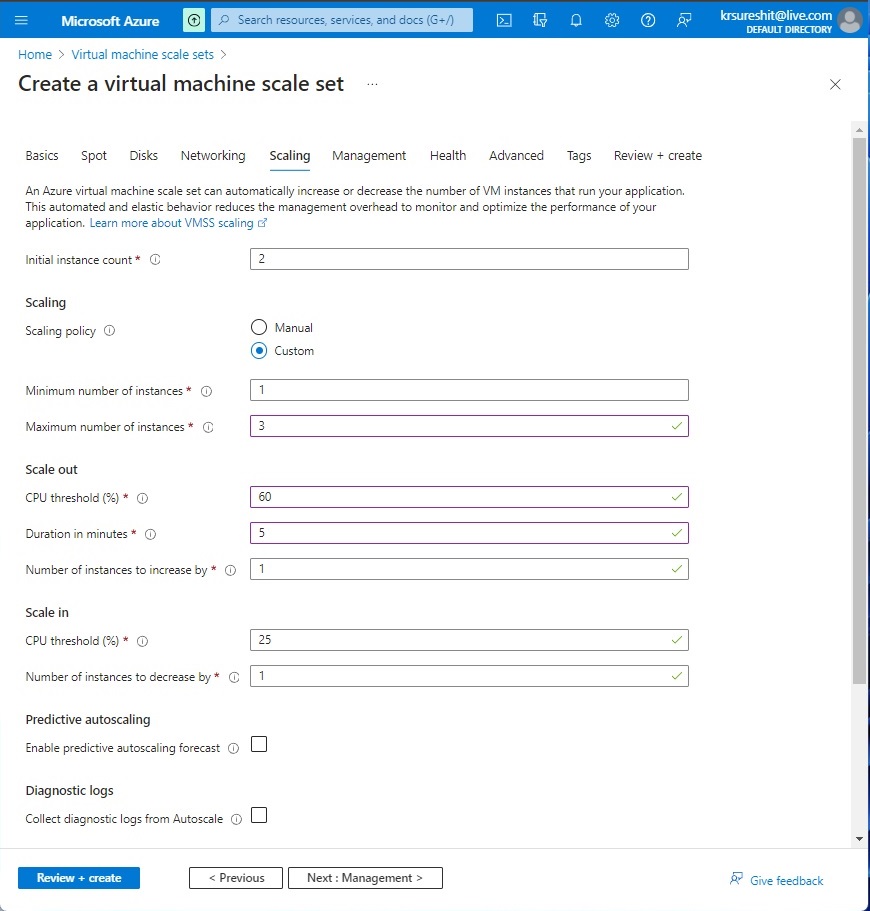 Microsoft Azure
Search resources, services, and docs (G+/)
krsureshit@live.com
DEFAULT DIRECTORY
Home > Virtual machine scale sets >
Create a virtual machine scale set ...
Basics Spot Disks Networking Scaling Management Health Advanced Tags Review + create
An Azure virtual machine scale set can automatically increase or decrease the number of VM instances that run your application.
This automated and elastic behavior reduces the management overhead to monitor and optimize the performance of your
application. Learn more about VMSS scaling
Initial instance count * 2
Scaling
Scaling policy Manual
Custom
Minimum number of instances * 1
Maximum number of instances * 3
Scale out
CPU threshold (%) * 60
Duration in minutes * 5
Number of instances to increase by * 1
Scale in
CPU threshold (%) * 25
Number of instances to decrease by * 1
Predictive autoscaling
Enable predictive autoscaling forecast
Diagnostic logs
Collect diagnostic logs from Autoscale
Review + create < Previous Next : Management > Give feedback